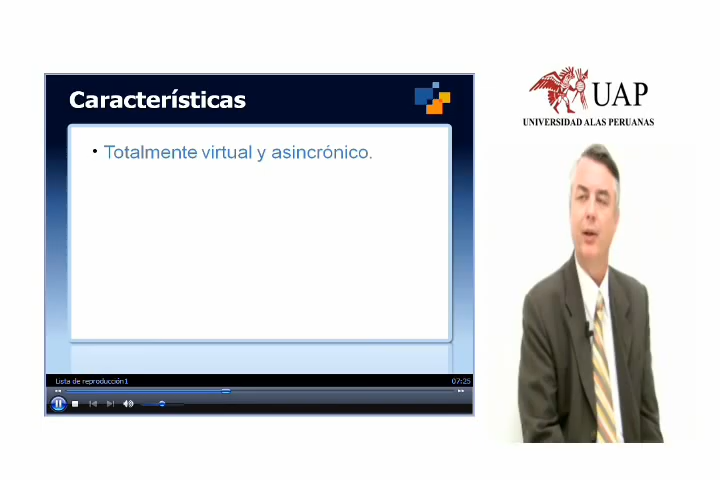 Características
• Totalmente virtual y asincrónico.
Lista de reproducción1
07:25
UAP
UNIVERSIDAD ALAS PERUANAS